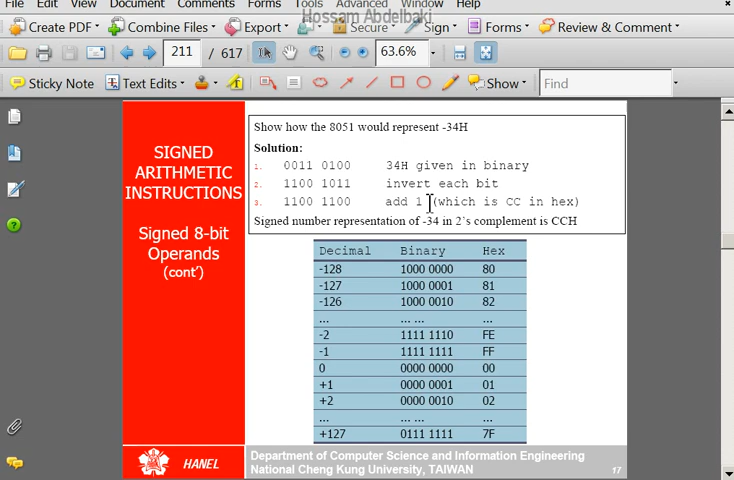 File Edit View Document Comments Forms Tools Advanced Window Help
Hossam Abdelbaki
Create PDF Combine Files Export Secure Sign Forms Review & Comment
211 / 617 63.6% Find
Sticky Note Text Edits Show
SIGNED
ARITHMETIC
INSTRUCTIONS
Signed 8-bit
Operands
(cont')
Show how the 8051 would represent -34H
Solution:
1. 0011 0100 34H given in binary
2. 1100 1011 invert each bit
3. 1100 1100 add 1 (which is CC in hex)
Signed number representation of -34 in 2's complement is CCH
Decimal Binary Hex
-128 1000 0000 80
-127 1000 0001 81
-126 1000 0010 82
... ... ... ...
-2 1111 1110 FE
-1 1111 1111 FF
0 0000 0000 00
+1 0000 0001 01
+2 0000 0010 02
... ... ... ...
+127 0111 1111 7F
HANEL
Department of Computer Science and Information Engineering
National Cheng Kung University, TAIWAN 17